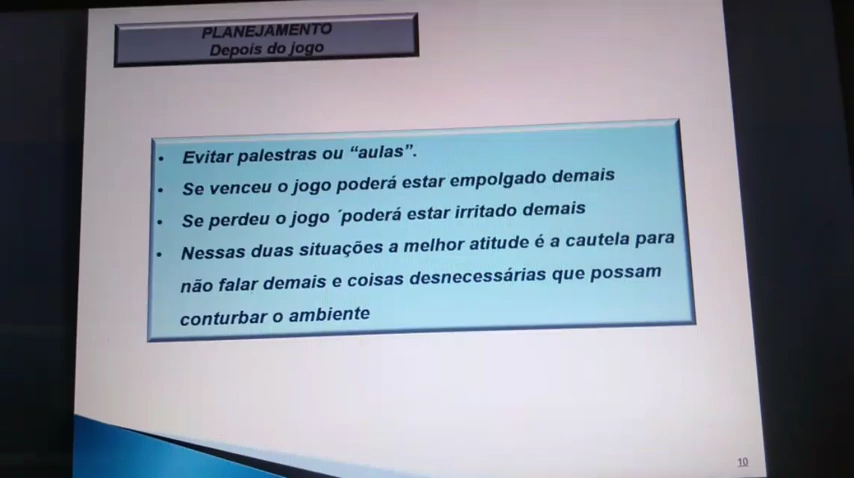 PLANEJAMENTO
Depois do jogo
• Evitar palestras ou “aulas”.
• Se venceu o jogo poderá estar empolgado demais
• Se perdeu o jogo ´poderá estar irritado demais
• Nessas duas situações a melhor atitude é a cautela para
não falar demais e coisas desnecessárias que possam
conturbar o ambiente
10